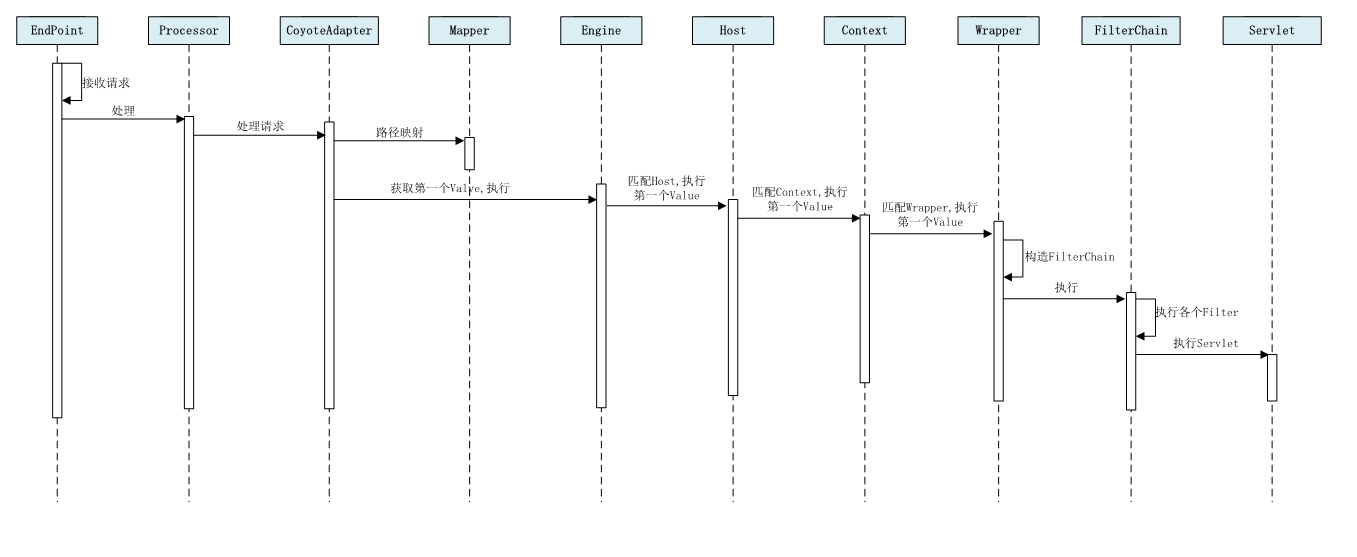 EndPoint
Processor
CoyoteAdapter
Mapper
Engine
Host
Context
Wrapper
FilterChain
Servlet
接收请求
处理
处理请求
路径映射
获取第一个Valve,执行
匹配Host,执行
第一个Value
匹配Context,执行
第一个Value
匹配Wrapper,执行
第一个Value
构造FilterChain
执行
执行各个Filter
执行Servlet